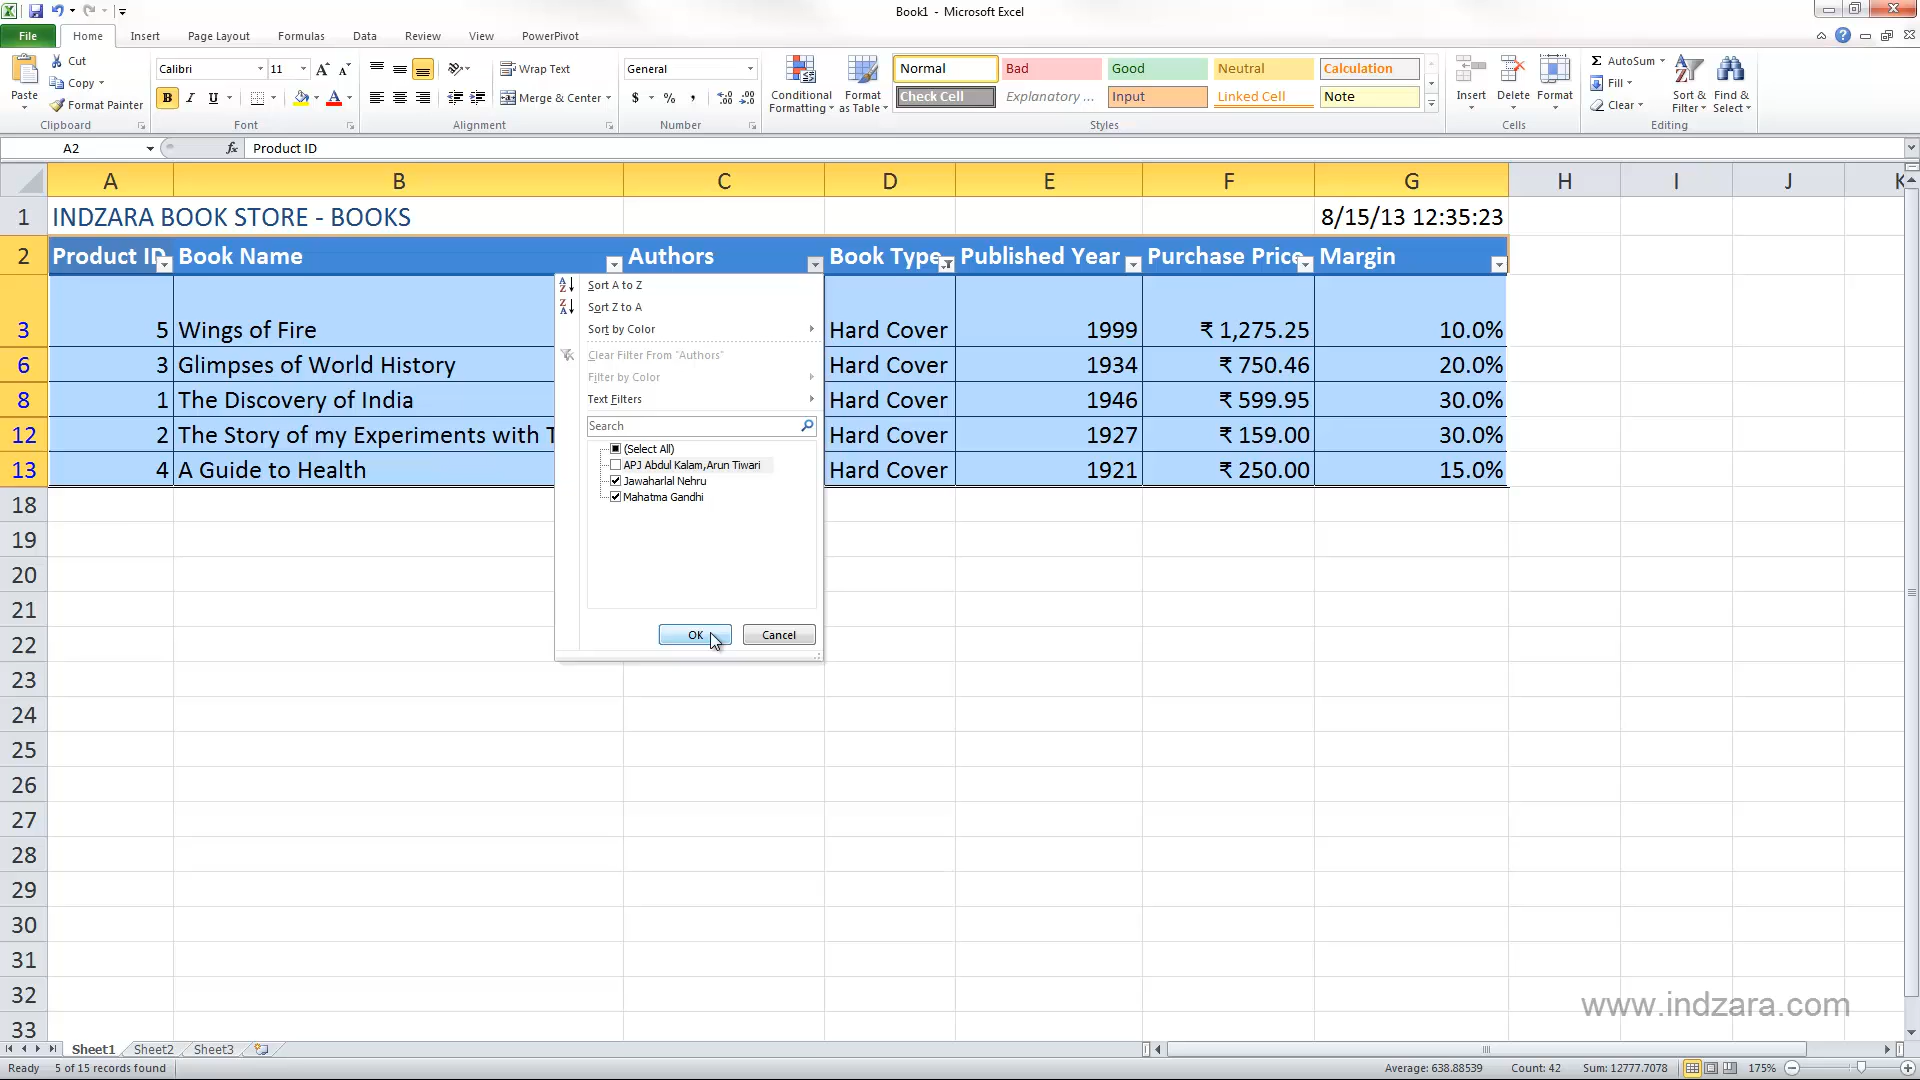 Book1 - Microsoft Excel
File Home Insert Page Layout Formulas Data Review View PowerPivot
Paste
Cut
Copy
Format Painter
Clipboard
Calibri 11
B I U
Font
Wrap Text
Merge & Center
Alignment
General
$ % ,
Number
Conditional Formatting
Format as Table
Normal Bad Good Neutral Calculation
Check Cell Explanatory ... Input Linked Cell Note
Styles
Insert Delete Format
Cells
Σ AutoSum
Fill
Clear
Sort & Filter
Find & Select
Editing
A2 fx Product ID
A B C D E F G H I J K
1 INDZARA BOOK STORE - BOOKS 8/15/13 12:35:23
2 Product ID Book Name Authors Book Type Published Year Purchase Price Margin
3 5 Wings of Fire Hard Cover 1999 ₹ 1,275.25 10.0%
6 3 Glimpses of World History Hard Cover 1934 ₹ 750.46 20.0%
8 1 The Discovery of India Hard Cover 1946 ₹ 599.95 30.0%
12 2 The Story of my Experiments with T Hard Cover 1927 ₹ 159.00 30.0%
13 4 A Guide to Health Hard Cover 1921 ₹ 250.00 15.0%
Sort A to Z
Sort Z to A
Sort by Color
Clear Filter From "Authors"
Filter by Color
Text Filters
Search
(Select All)
APJ Abdul Kalam,Arun Tiwari
Jawaharlal Nehru
Mahatma Gandhi
OK Cancel
18
19
20
21
22
23
24
25
26
27
28
29
30
31
32
33
www.indzara.com
Sheet1 Sheet2 Sheet3
Ready 5 of 15 records found Average: 638.88539 Count: 42 Sum: 12777.7078 175%